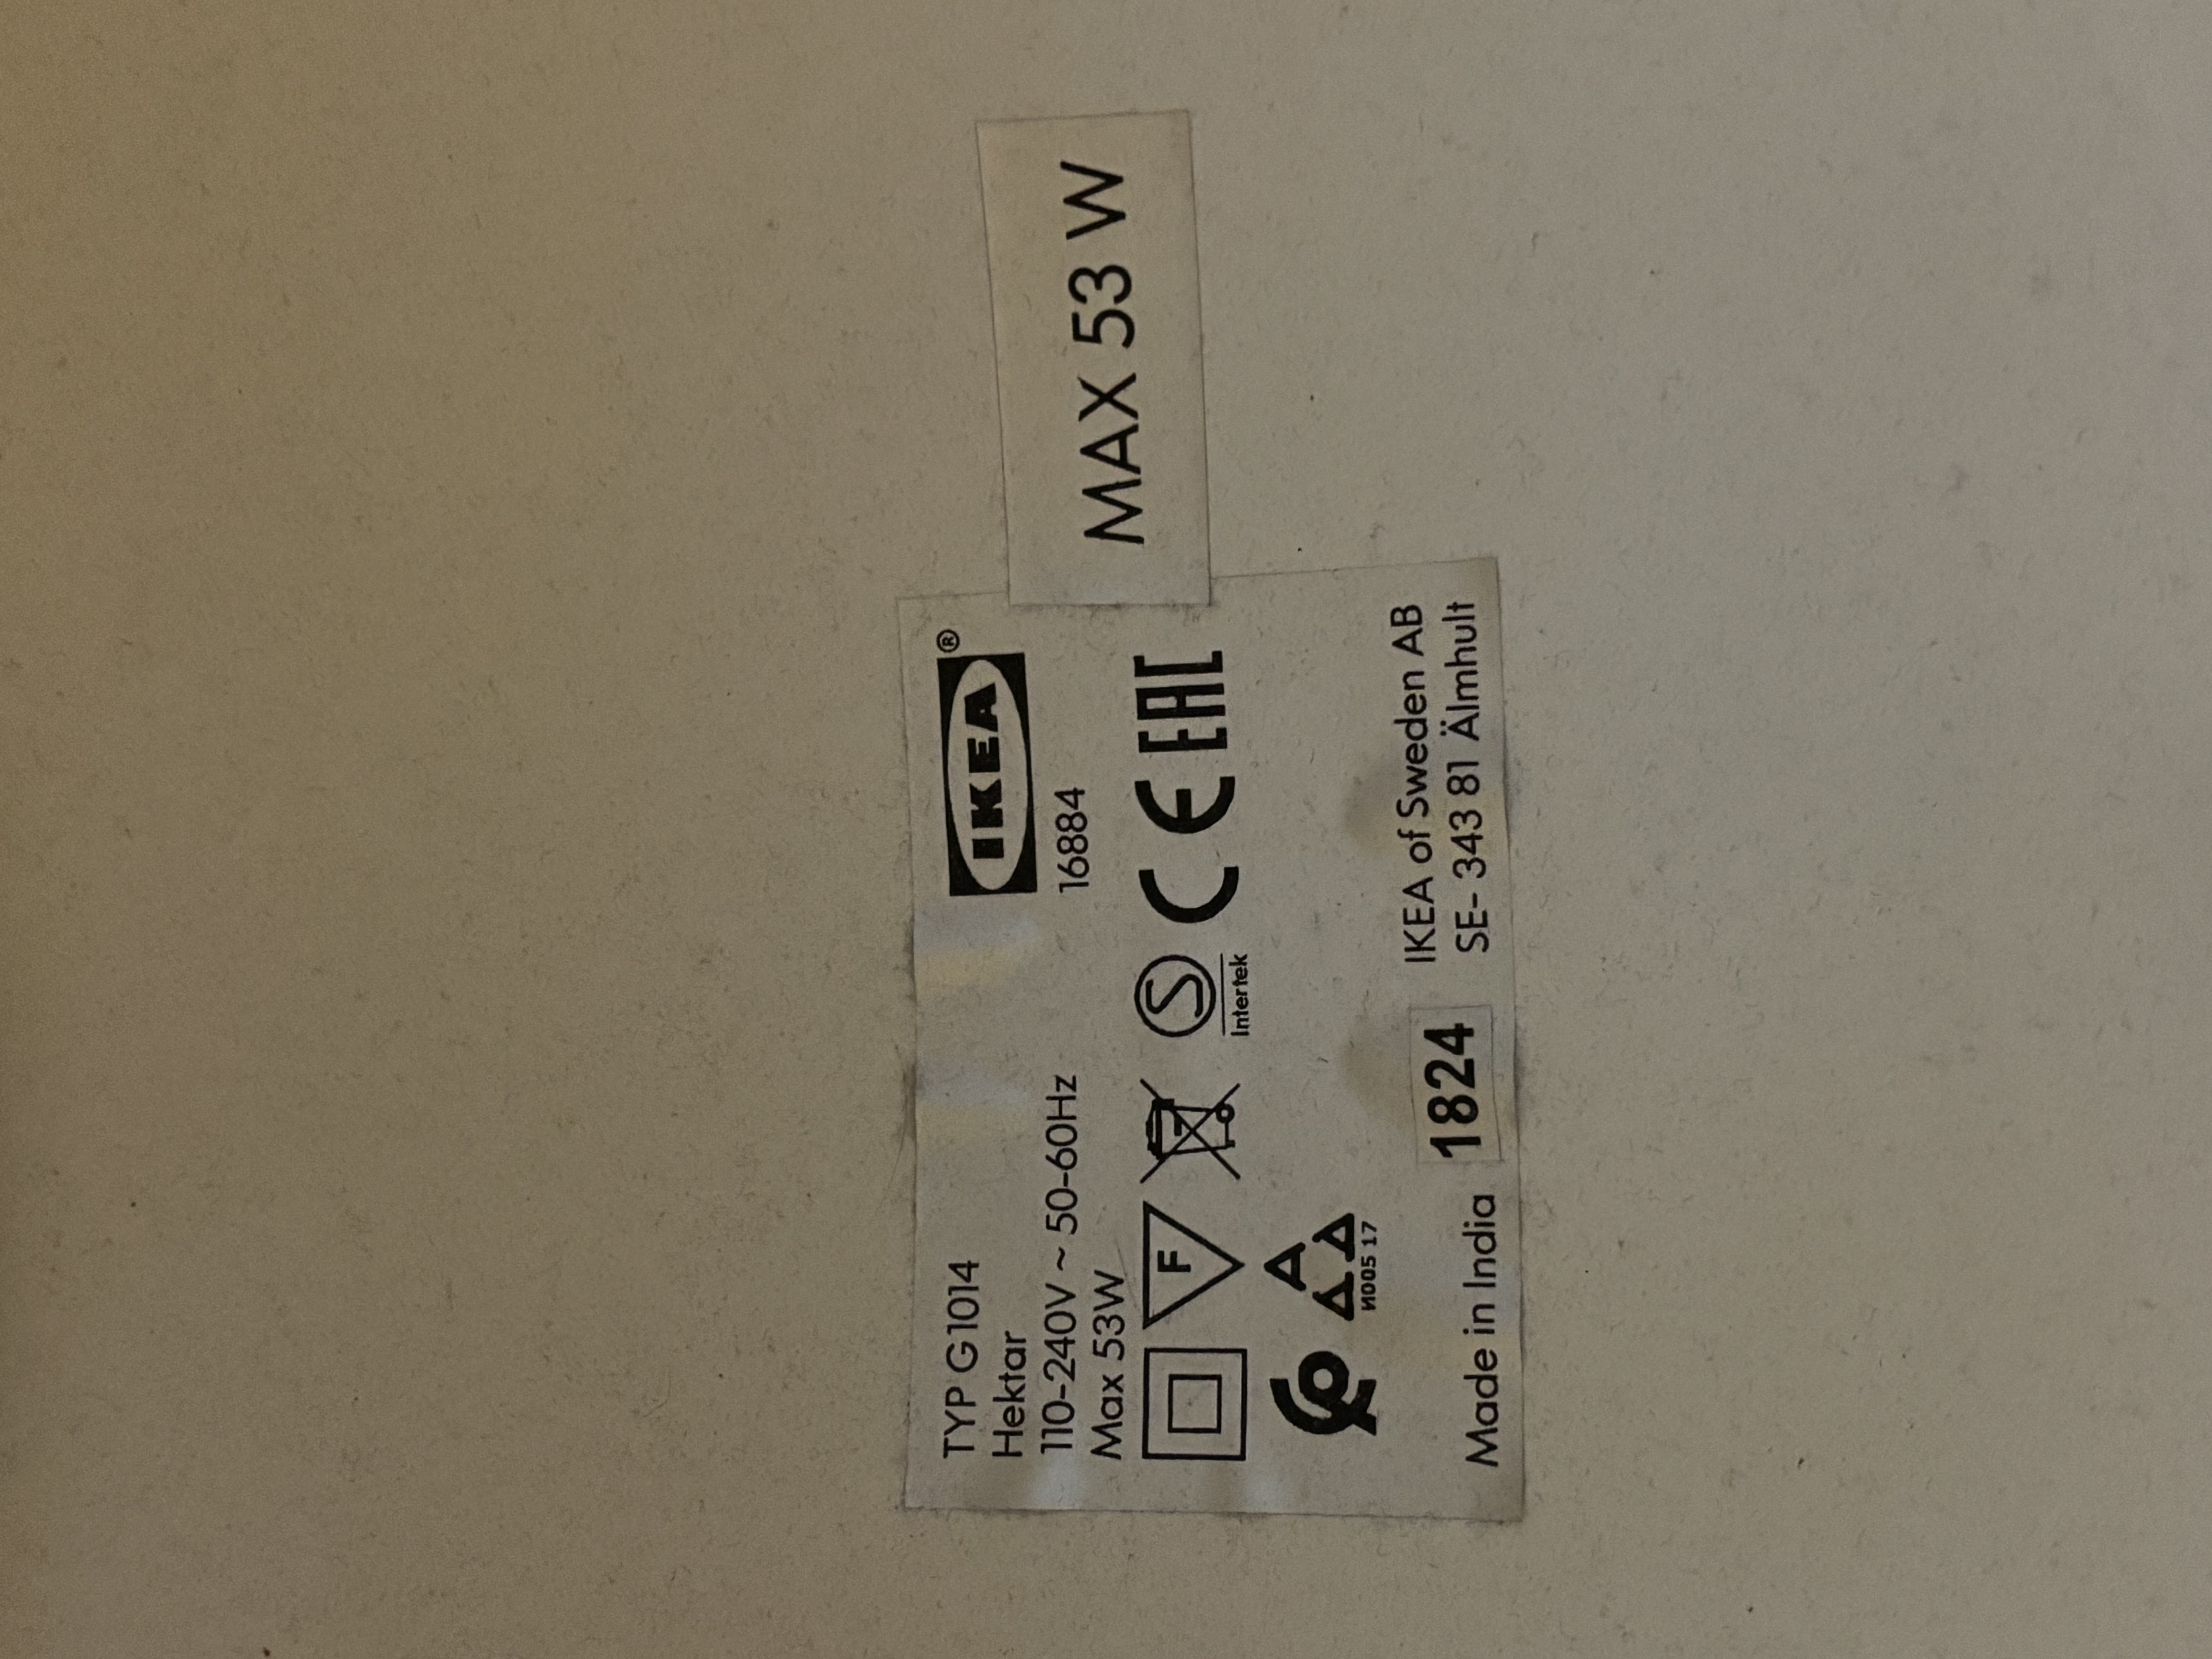 TYP G1014
Hektar
110-240V ~ 50-60Hz
Max 53W
IKEA®
16884
MAX 53 W
F
S
Intertek
CE
EAC
И005 17
Made in India
1824
IKEA of Sweden AB
SE- 343 81 Älmhult